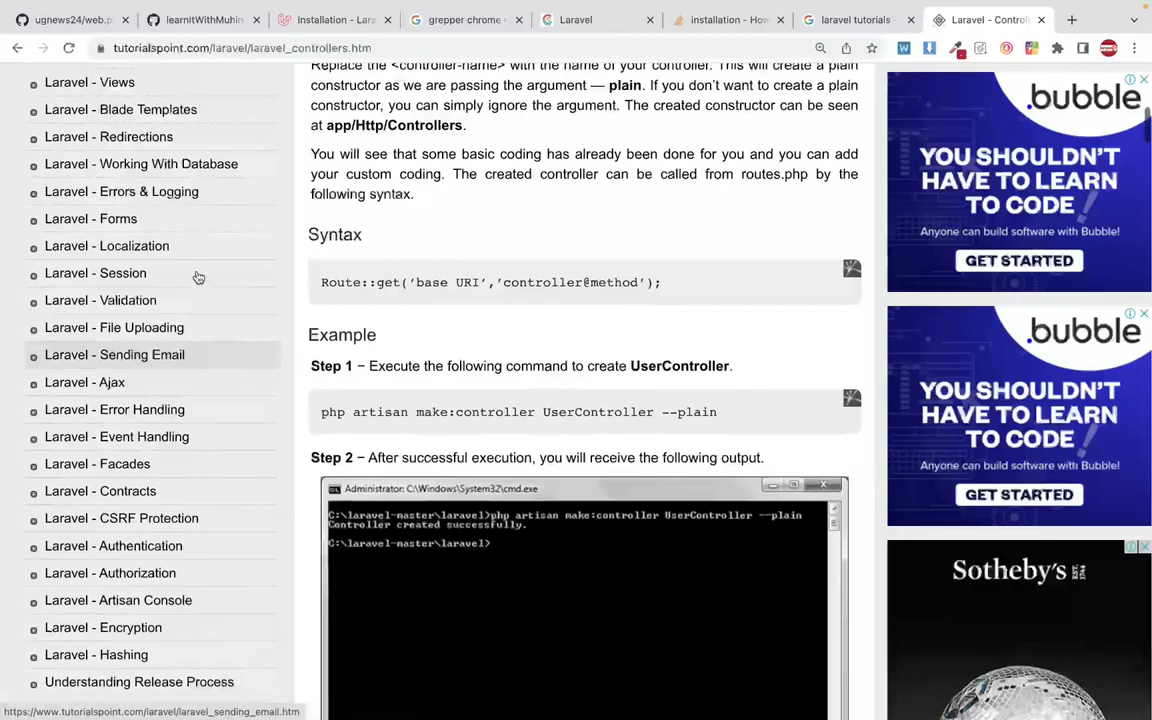 ugnews24/web.p
learnItWithMuhin
Installation - Lara
grepper chrome
Laravel
installation - How
laravel tutorials -
Laravel - Controll
tutorialspoint.com/laravel/laravel_controllers.htm
Laravel - Views
Laravel - Blade Templates
Laravel - Redirections
Laravel - Working With Database
Laravel - Errors & Logging
Laravel - Forms
Laravel - Localization
Laravel - Session
Laravel - Validation
Laravel - File Uploading
Laravel - Sending Email
Laravel - Ajax
Laravel - Error Handling
Laravel - Event Handling
Laravel - Facades
Laravel - Contracts
Laravel - CSRF Protection
Laravel - Authentication
Laravel - Authorization
Laravel - Artisan Console
Laravel - Encryption
Laravel - Hashing
Understanding Release Process
https://www.tutorialspoint.com/laravel/laravel_sending_email.htm
Replace the <controller-name> with the name of your controller. This will create a plain
constructor as we are passing the argument — plain. If you don't want to create a plain
constructor, you can simply ignore the argument. The created constructor can be seen
at app/Http/Controllers.
You will see that some basic coding has already been done for you and you can add
your custom coding. The created controller can be called from routes.php by the
following syntax.
Syntax
Route::get('base URI','controller@method');
Example
Step 1 − Execute the following command to create UserController.
php artisan make:controller UserController --plain
Step 2 − After successful execution, you will receive the following output.
Administrator: C:\Windows\System32\cmd.exe
C:\laravel-master\laravel>php artisan make:controller UserController --plain
Controller created successfully.
C:\laravel-master\laravel>
.bubble
YOU SHOULDN'T
HAVE TO LEARN
TO CODE!
Anyone can build software with Bubble!
GET STARTED
.bubble
YOU SHOULDN'T
HAVE TO LEARN
TO CODE!
Anyone can build software with Bubble!
GET STARTED
Sotheby's EST. 1744